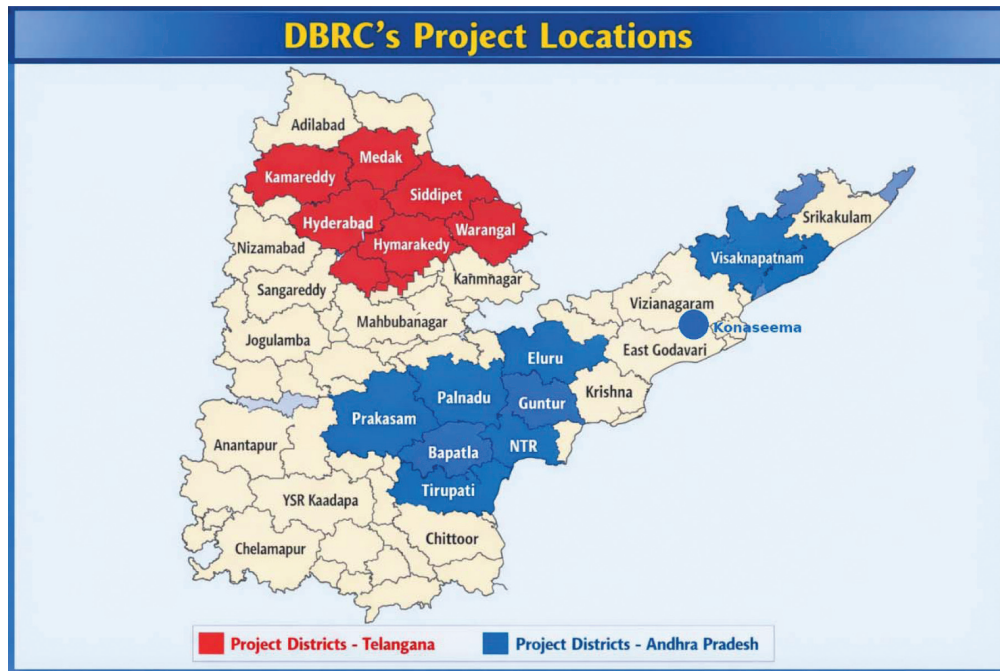 DBRC's Project Locations
Adilabad
Medak
Kamareddy
Siddipet
Hyderabad
Warangal
Hymarakedy
Nizamabad
Srikakulam
Visaknapatnam
Kahmnagar
Sangareddy
Vizianagaram
Mahbubanagar
Konaseema
Jogulamba
East Godavari
Eluru
Krishna
Palnadu
Guntur
Prakasam
Anantapur
Bapatla
NTR
Tirupati
YSR Kaadapa
Chittoor
Chelamapur
Project Districts - Telangana
Project Districts - Andhra Pradesh